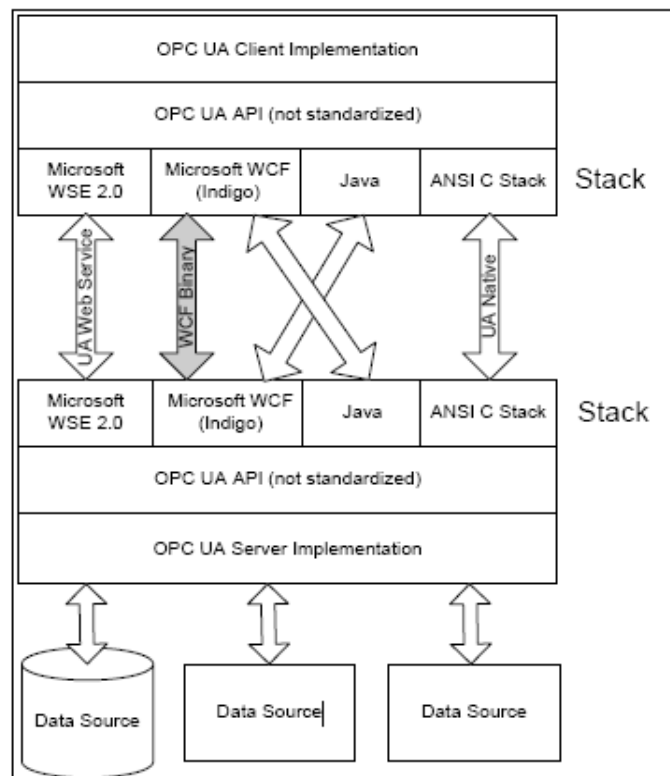 OPC UA Client Implementation
OPC UA API (not standardized)
Microsoft
WSE 2.0
Microsoft WCF
(Indigo)
Java
ANSI C Stack
Stack
UA Web Service
WCF Binary
UA Native
Microsoft
WSE 2.0
Microsoft WCF
(Indigo)
Java
ANSI C Stack
Stack
OPC UA API (not standardized)
OPC UA Server Implementation
Data Source
Data Source
Data Source